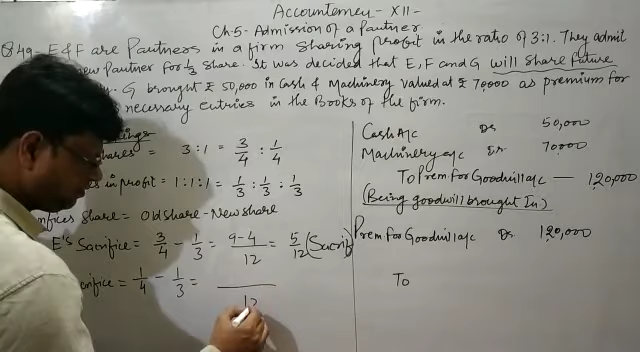 Accountancy - XII -
Ch-5- Admission of a Partner
Q49- E & F are Partners in a firm sharing profit in the ratio of 3:1. They admit
new Partner for 1/3 share. It was decided that E, F and G will share future
G brought ₹ 50,000 in Cash & Machinery valued at ₹ 70,000 as premium for
necessary entries in the Books of the firm.
3:1 = 3/4 : 1/4
in profit = 1:1:1 = 1/3 : 1/3 : 1/3
Share = Old share - New share
E's Sacrifice = 3/4 - 1/3 = 9-4/12 = 5/12
= 1/4 - 1/3 = /12
Cash A/c Dr 50,000
Machinery a/c Dr. 70,000
To Prem for Goodwill a/c — 120,000
(Being goodwill brought In)
Prem for Goodwill a/c Dr 120,000
To